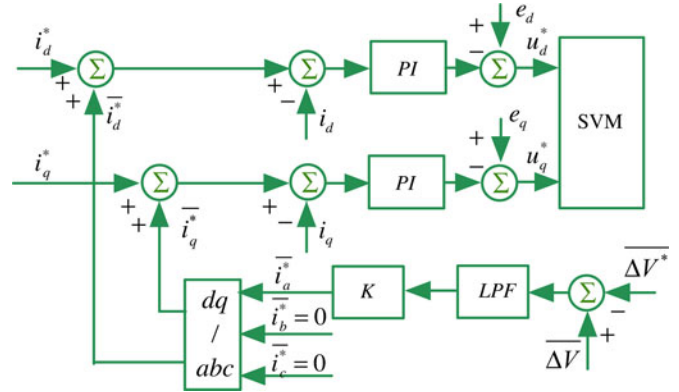 i_d^* + + Σ + − Σ PI + − Σ e_d u_d^*
\overline{i_d^*} i_d
SVM
i_q^* + + Σ + − Σ PI + − Σ e_q u_q^*
\overline{i_q^*} i_q
dq / abc
\overline{i_a^*} K LPF Σ − \overline{ΔV^*}
\overline{i_b^*} = 0
\overline{i_c^*} = 0
+ \overline{ΔV}